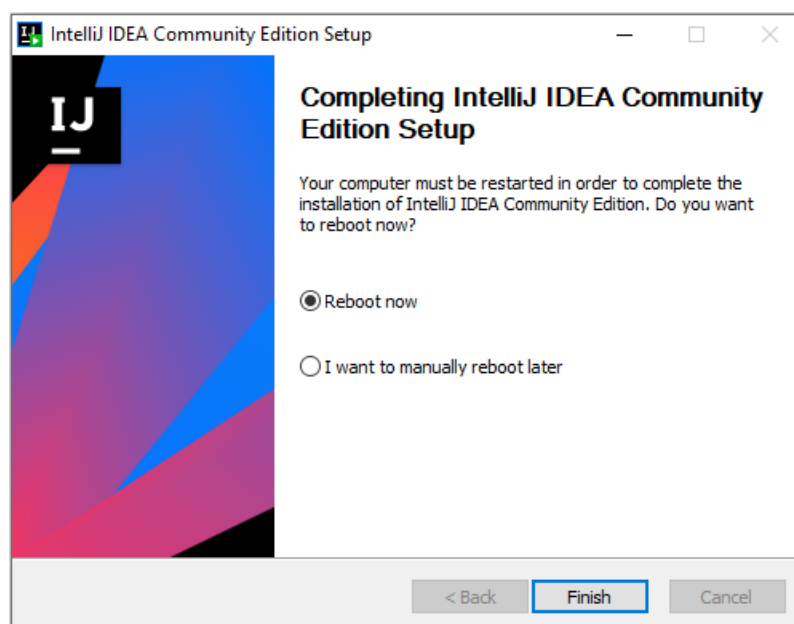 IntelliJ IDEA Community Edition Setup
IJ
Completing IntelliJ IDEA Community
Edition Setup
Your computer must be restarted in order to complete the
installation of IntelliJ IDEA Community Edition. Do you want
to reboot now?
Reboot now
I want to manually reboot later
< Back
Finish
Cancel